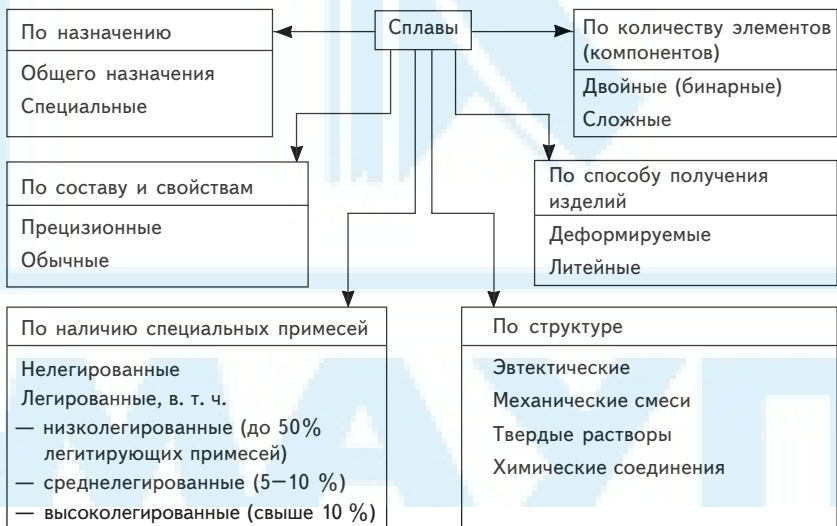 Сплавы
По назначению
Общего назначения
Специальные
По количеству элементов
(компонентов)
Двойные (бинарные)
Сложные
По составу и свойствам
Прецизионные
Обычные
По способу получения
изделий
Деформируемые
Литейные
По наличию специальных примесей
Нелегированные
Легированные, в. т. ч.
— низколегированные (до 50%
легитирующих примесей)
— среднелегированные (5–10 %)
— высоколегированные (свыше 10 %)
По структуре
Эвтектические
Механические смеси
Твердые растворы
Химические соединения
МАУП